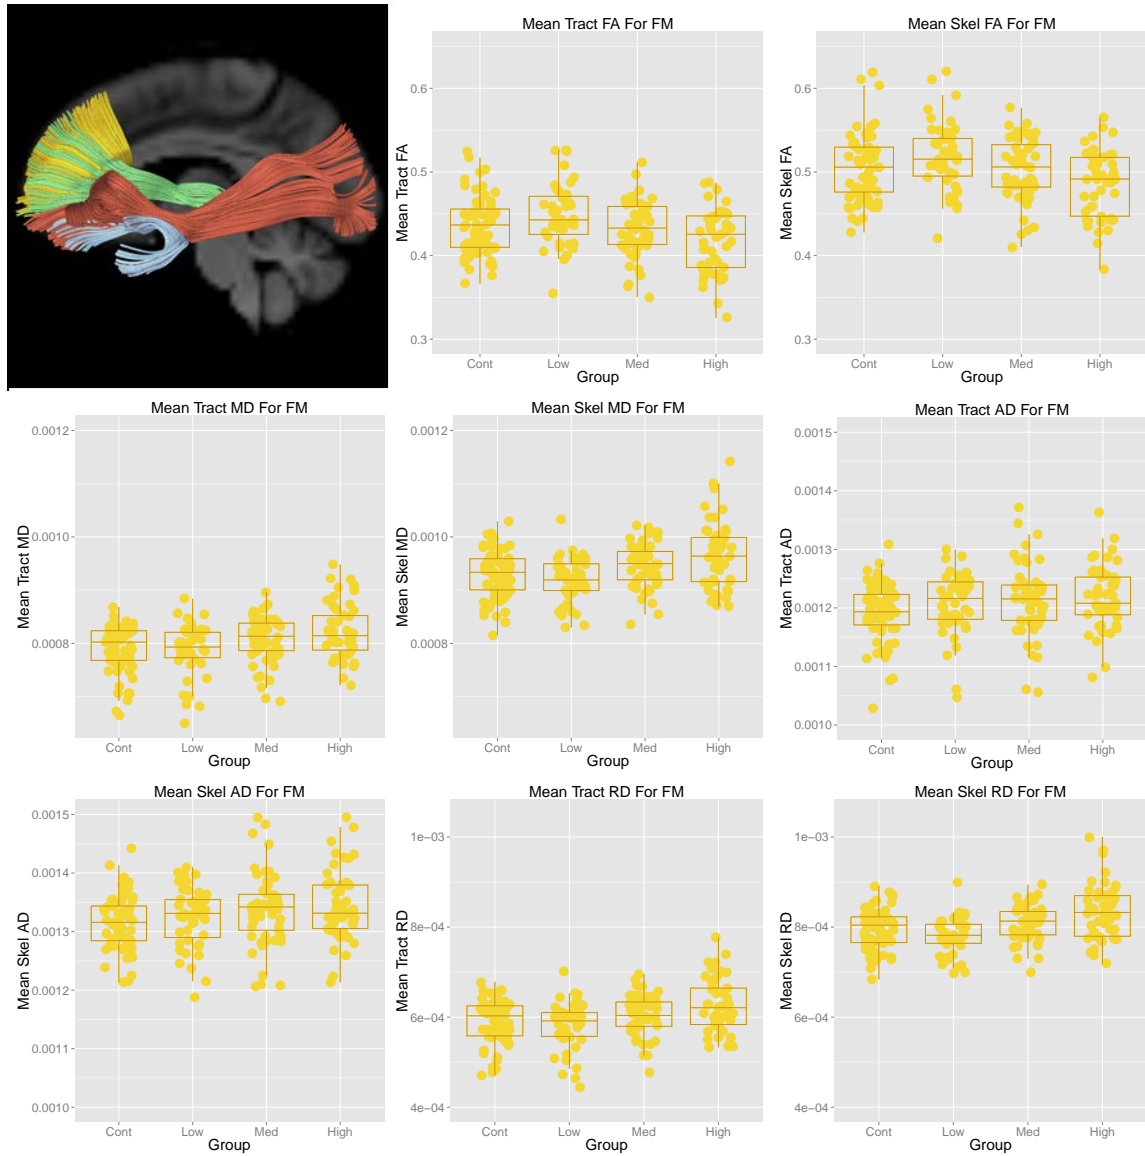 Mean Tract FA For FM
Mean Tract FA
0.6
0.5
0.4
0.3
Cont Low Med High
Group
Mean Skel FA For FM
Mean Skel FA
0.6
0.5
0.4
0.3
Cont Low Med High
Group
Mean Tract MD For FM
Mean Tract MD
0.0012
0.0010
0.0008
Cont Low Med High
Group
Mean Skel MD For FM
Mean Skel MD
0.0012
0.0010
0.0008
Cont Low Med High
Group
Mean Tract AD For FM
Mean Tract AD
0.0015
0.0014
0.0013
0.0012
0.0011
0.0010
Cont Low Med High
Group
Mean Skel AD For FM
Mean Skel AD
0.0015
0.0014
0.0013
0.0012
0.0011
0.0010
Cont Low Med High
Group
Mean Tract RD For FM
Mean Tract RD
1e−03
8e−04
6e−04
4e−04
Cont Low Med High
Group
Mean Skel RD For FM
Mean Skel RD
1e−03
8e−04
6e−04
4e−04
Cont Low Med High
Group